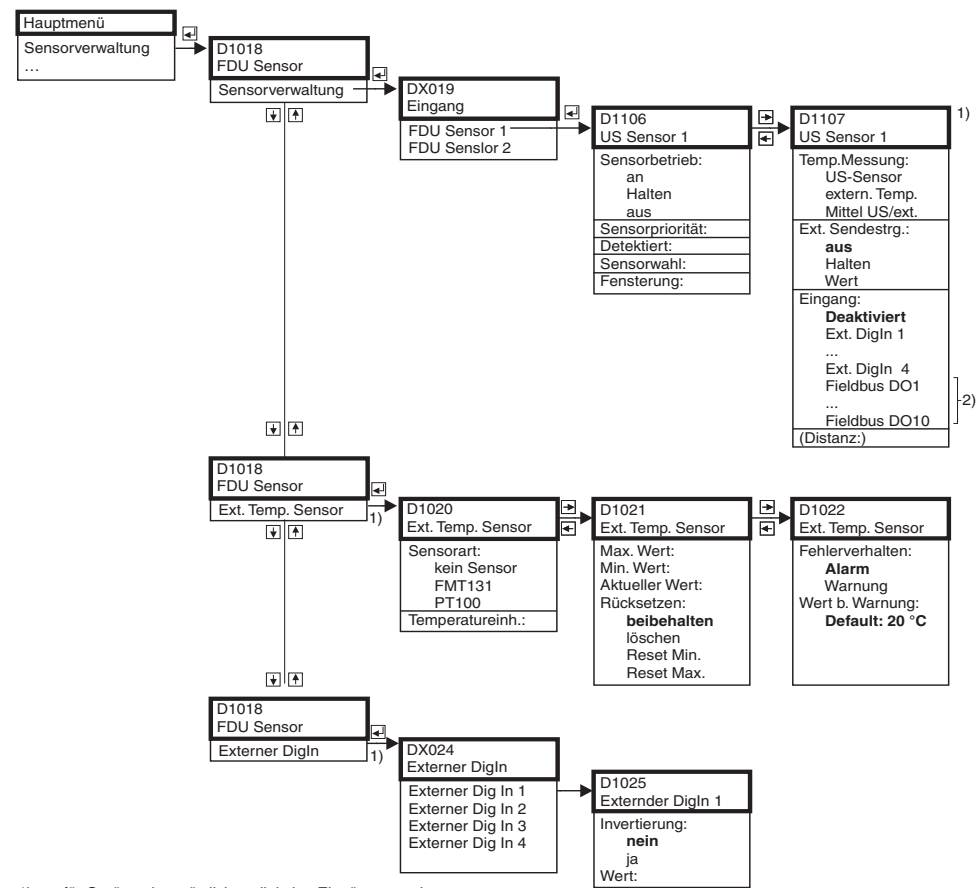 Hauptmenü
Sensorverwaltung
...
D1018
FDU Sensor
Sensorverwaltung
DX019
Eingang
FDU Sensor 1
FDU Senslor 2
D1106
US Sensor 1
Sensorbetrieb:
an
Halten
aus
Sensorpriorität:
Detektiert:
Sensorwahl:
Fensterung:
D1107
US Sensor 1
1)
Temp.Messung:
US-Sensor
extern. Temp.
Mittel US/ext.
Ext. Sendestrg.:
aus
Halten
Wert
Eingang:
Deaktiviert
Ext. DigIn 1
...
Ext. DigIn 4
Fieldbus DO1
...
Fieldbus DO10
2)
(Distanz:)
D1018
FDU Sensor
Ext. Temp. Sensor
1)
D1020
Ext. Temp. Sensor
Sensorart:
kein Sensor
FMT131
PT100
Temperatureinh.:
D1021
Ext. Temp. Sensor
Max. Wert:
Min. Wert:
Aktueller Wert:
Rücksetzen:
beibehalten
löschen
Reset Min.
Reset Max.
D1022
Ext. Temp. Sensor
Fehlerverhalten:
Alarm
Warnung
Wert b. Warnung:
Default: 20 °C
D1018
FDU Sensor
Externer DigIn
1)
DX024
Externer DigIn
Externer Dig In 1
Externer Dig In 2
Externer Dig In 3
Externer Dig In 4
D1025
Externder DigIn 1
Invertierung:
nein
ja
Wert: